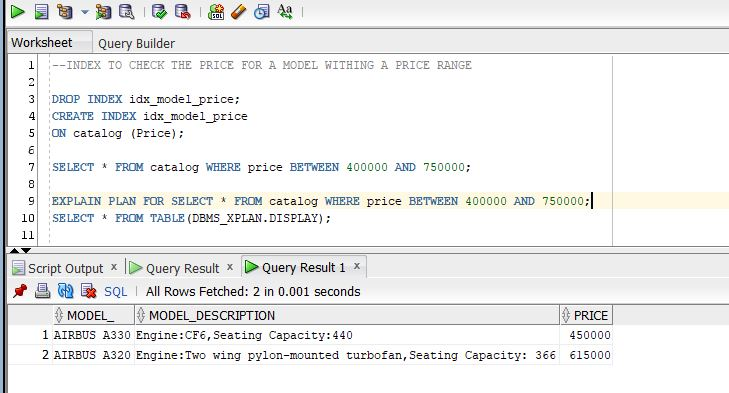 SQL
Aa
Worksheet Query Builder
1 --INDEX TO CHECK THE PRICE FOR A MODEL WITHING A PRICE RANGE
2
3 DROP INDEX idx_model_price;
4 CREATE INDEX idx_model_price
5 ON catalog (Price);
6
7 SELECT * FROM catalog WHERE price BETWEEN 400000 AND 750000;
8
9 EXPLAIN PLAN FOR SELECT * FROM catalog WHERE price BETWEEN 400000 AND 750000;
10 SELECT * FROM TABLE(DBMS_XPLAN.DISPLAY);
11
Script Output x Query Result x Query Result 1 x
SQL | All Rows Fetched: 2 in 0.001 seconds
MODEL_ MODEL_DESCRIPTION PRICE
1 AIRBUS A330 Engine:CF6,Seating Capacity:440 450000
2 AIRBUS A320 Engine:Two wing pylon-mounted turbofan,Seating Capacity: 366 615000